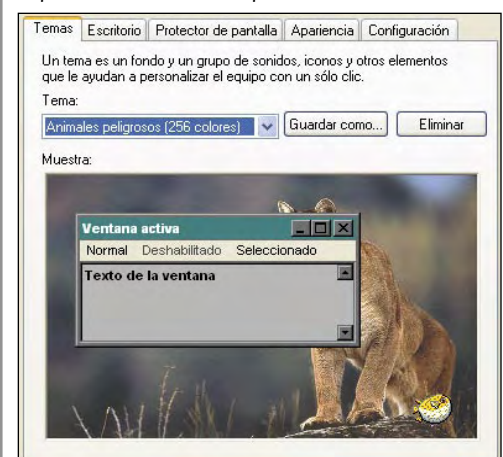 Temas Escritorio Protector de pantalla Apariencia Configuración
Un tema es un fondo y un grupo de sonidos, iconos y otros elementos
que le ayudan a personalizar el equipo con un sólo clic.
Tema:
Animales peligrosos (256 colores) Guardar como... Eliminar
Muestra:
Ventana activa
Normal Deshabilitado Seleccionado
Texto de la ventana